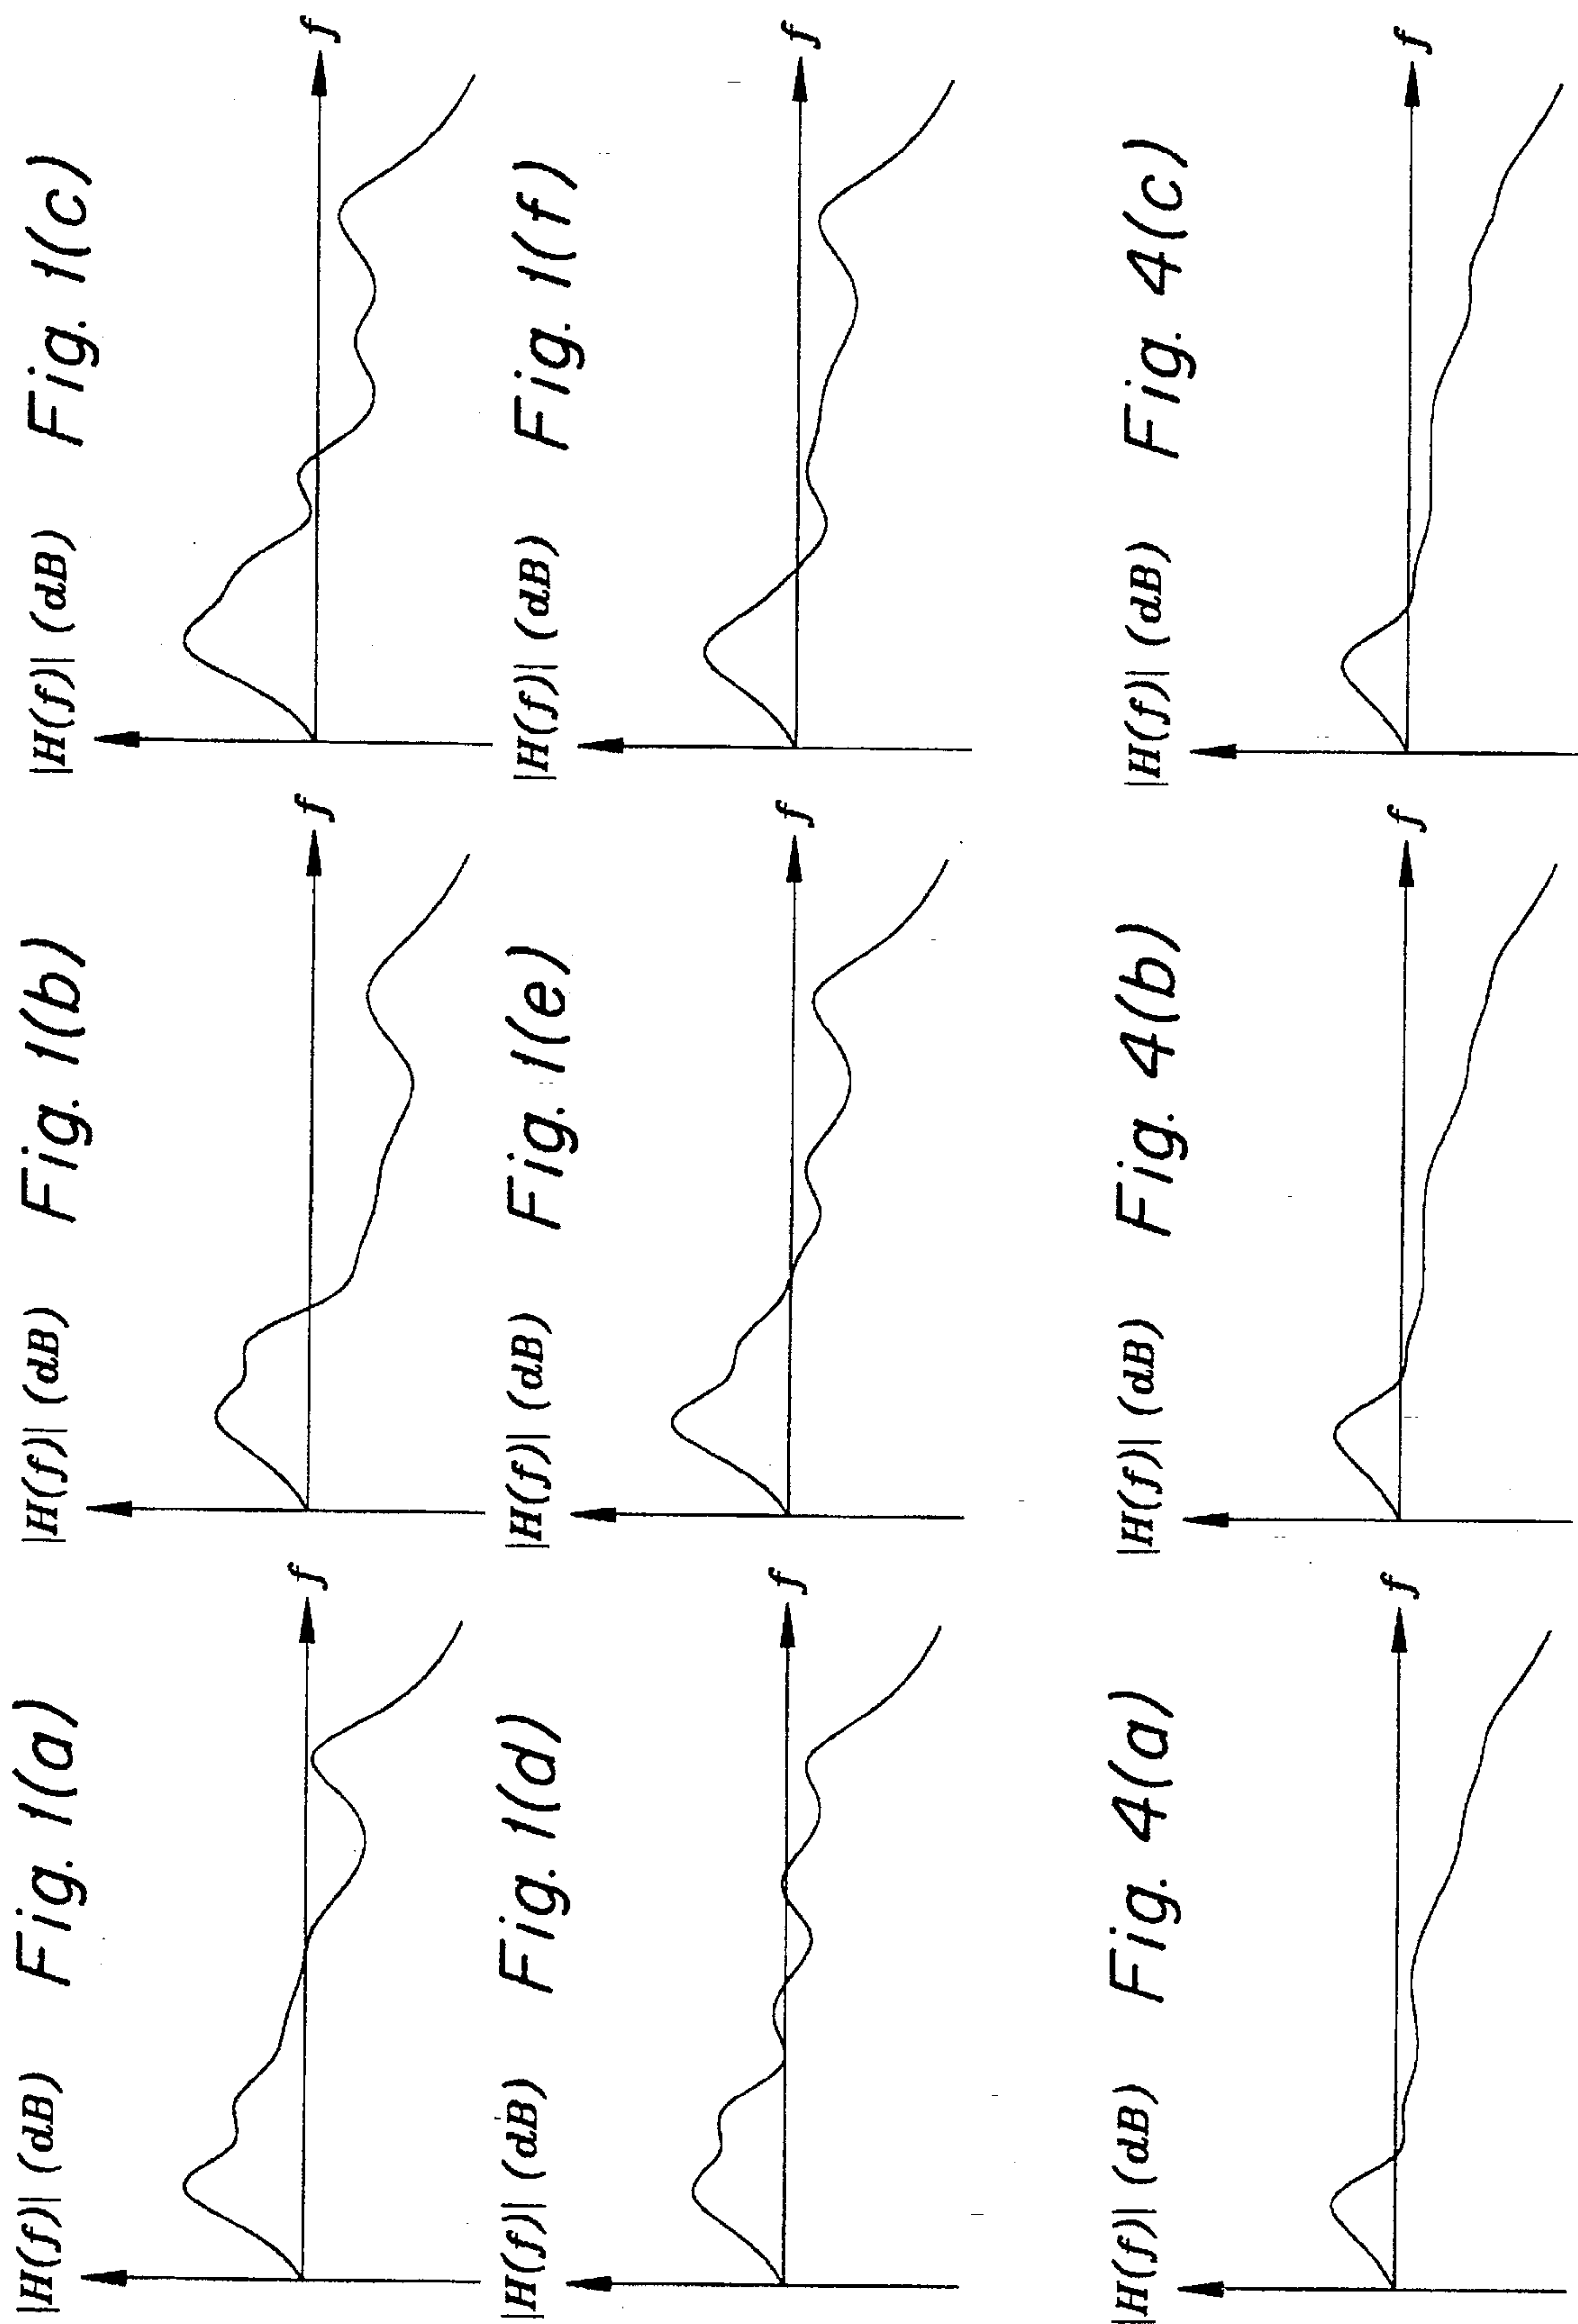 |H(f)| (dB) Fig. 1(a)
f
|H(f)| (dB) Fig. 1(b)
f
|H(f)| (dB) Fig. 1(c)
f
|H(f)| (dB) Fig. 1(d)
f
|H(f)| (dB) Fig. 1(e)
f
|H(f)| (dB) Fig. 1(f)
f
|H(f)| (dB) Fig. 4(a)
f
|H(f)| (dB) Fig. 4(b)
f
|H(f)| (dB) Fig. 4(c)
f